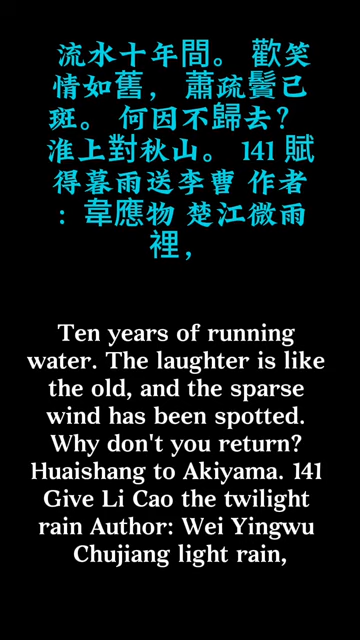 流水十年間。 歡笑
情如舊， 蕭疏鬢已
斑。 何因不歸去?
淮上對秋山。 141 賦
得暮雨送李曹 作者
: 韋應物 楚江微雨
裡，
Ten years of running
water. The laughter is like
the old, and the sparse
wind has been spotted.
Why don't you return?
Huaishang to Akiyama. 141
Give Li Cao the twilight
rain Author: Wei Yingwu
Chujiang light rain,